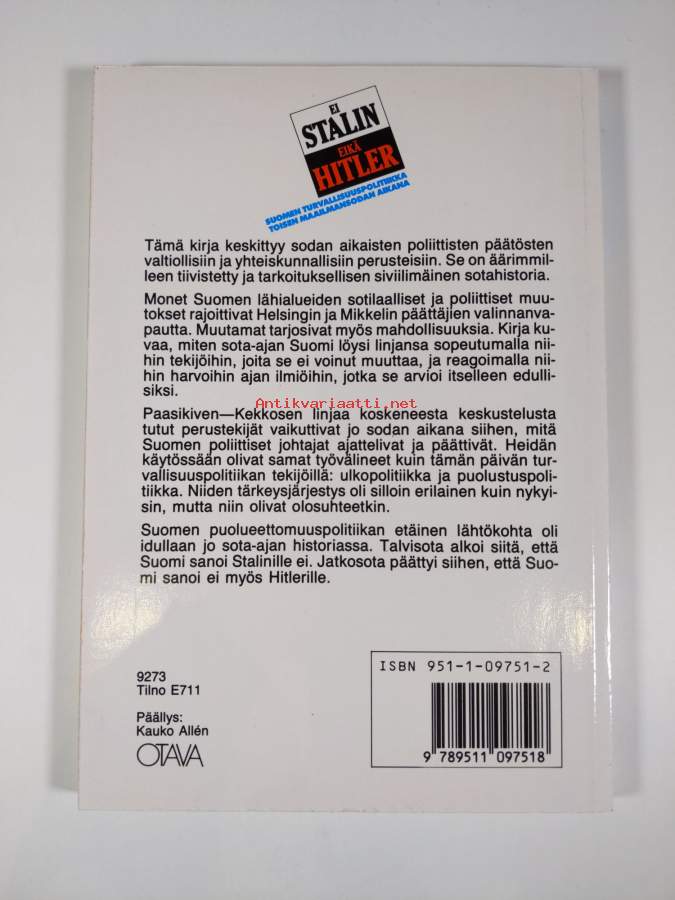 EI
STALIN
EIKÄ
HITLER
SUOMEN TURVALLISUUSPOLITIIKKA
TOISEN MAAILMANSODAN AIKANA
Tämä kirja keskittyy sodan aikaisten poliittisten päätösten
valtiollisiin ja yhteiskunnallisiin perusteisiin. Se on äärimmil-
leen tiivistetty ja tarkoituksellisen siviilimäinen sotahistoria.
Monet Suomen lähialueiden sotilaalliset ja poliittiset muu-
tokset rajoittivat Helsingin ja Mikkelin päättäjien valinnanva-
pautta. Muutamat tarjosivat myös mahdollisuuksia. Kirja ku-
vaa, miten sota-ajan Suomi löysi linjansa sopeutumalla nii-
hin tekijöihin, joita se ei voinut muuttaa, ja reagoimalla nii-
hin harvoihin ajan ilmiöihin, jotka se arvioi itselleen edulli-
siksi.
Antikvariaatti.net
Paasikiven—Kekkosen linjaa koskeneesta keskustelusta
tutut perustekijät vaikuttivat jo sodan aikana siihen, mitä
Suomen poliittiset johtajat ajattelivat ja päättivät. Heidän
käytössään olivat samat työvälineet kuin tämän päivän tur-
vallisuuspolitiikan tekijöillä: ulkopolitiikka ja puolustuspoli-
tiikka. Niiden tärkeysjärjestys oli silloin erilainen kuin nykyi-
sin, mutta niin olivat olosuhteetkin.
Suomen puolueettomuuspolitiikan etäinen lähtökohta oli
idullaan jo sota-ajan historiassa. Talvisota alkoi siitä, että
Suomi sanoi Stalinille ei. Jatkosota päättyi siihen, että Suo-
mi sanoi ei myös Hitlerille.
9273
Tilno E711
Päällys:
Kauko Allén
OTAVA
ISBN 951-1-09751-2
9 789511 097518